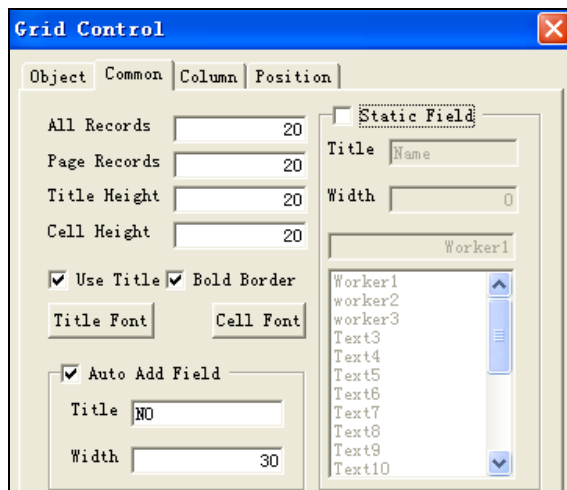 Grid Control
Object Common Column Position
All Records 20
Page Records 20
Title Height 20
Cell Height 20
Use Title Bold Border
Title Font Cell Font
Auto Add Field
Title NO
Width 30
Static Field
Title Name
Width 0
Worker1
Worker1
worker2
worker3
Text3
Text4
Text5
Text6
Text7
Text8
Text9
Text10